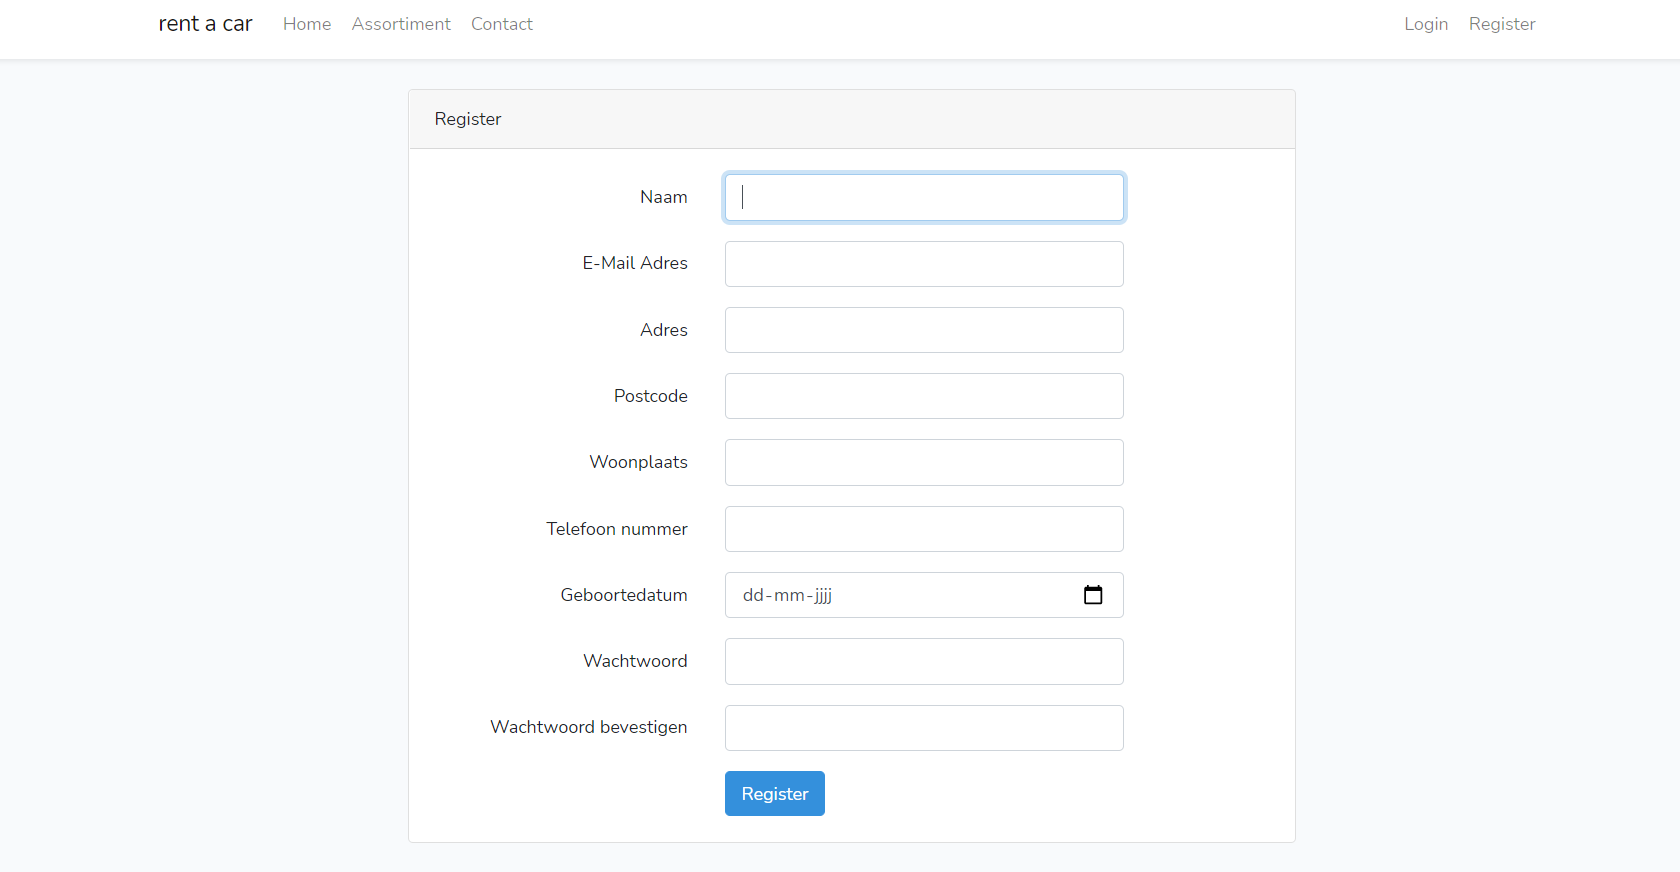 rent a car Home Assortiment Contact Login Register
Register
Naam
E-Mail Adres
Adres
Postcode
Woonplaats
Telefoon nummer
Geboortedatum dd-mm-jjjj
Wachtwoord
Wachtwoord bevestigen
Register